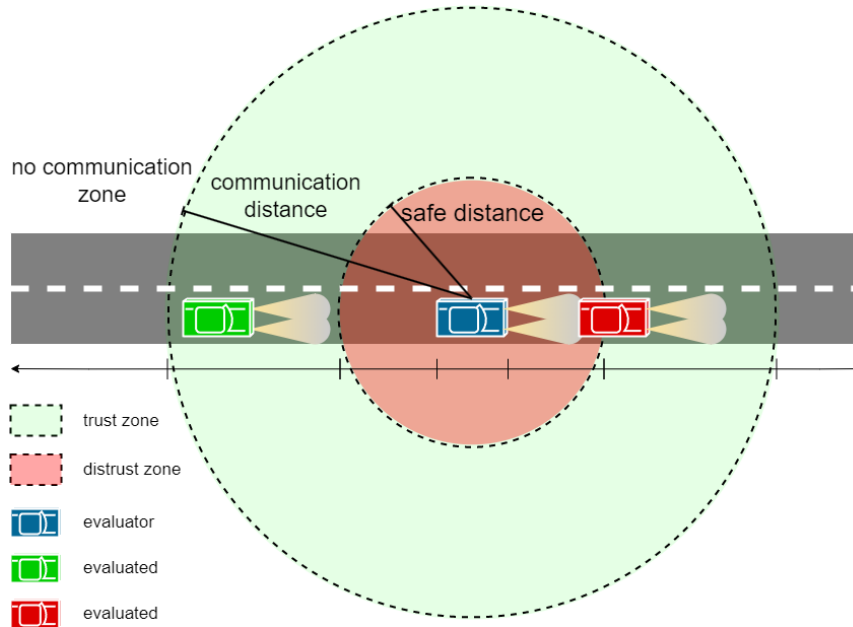 no communication
zone
communication
distance
safe distance
trust zone
distrust zone
evaluator
evaluated
evaluated